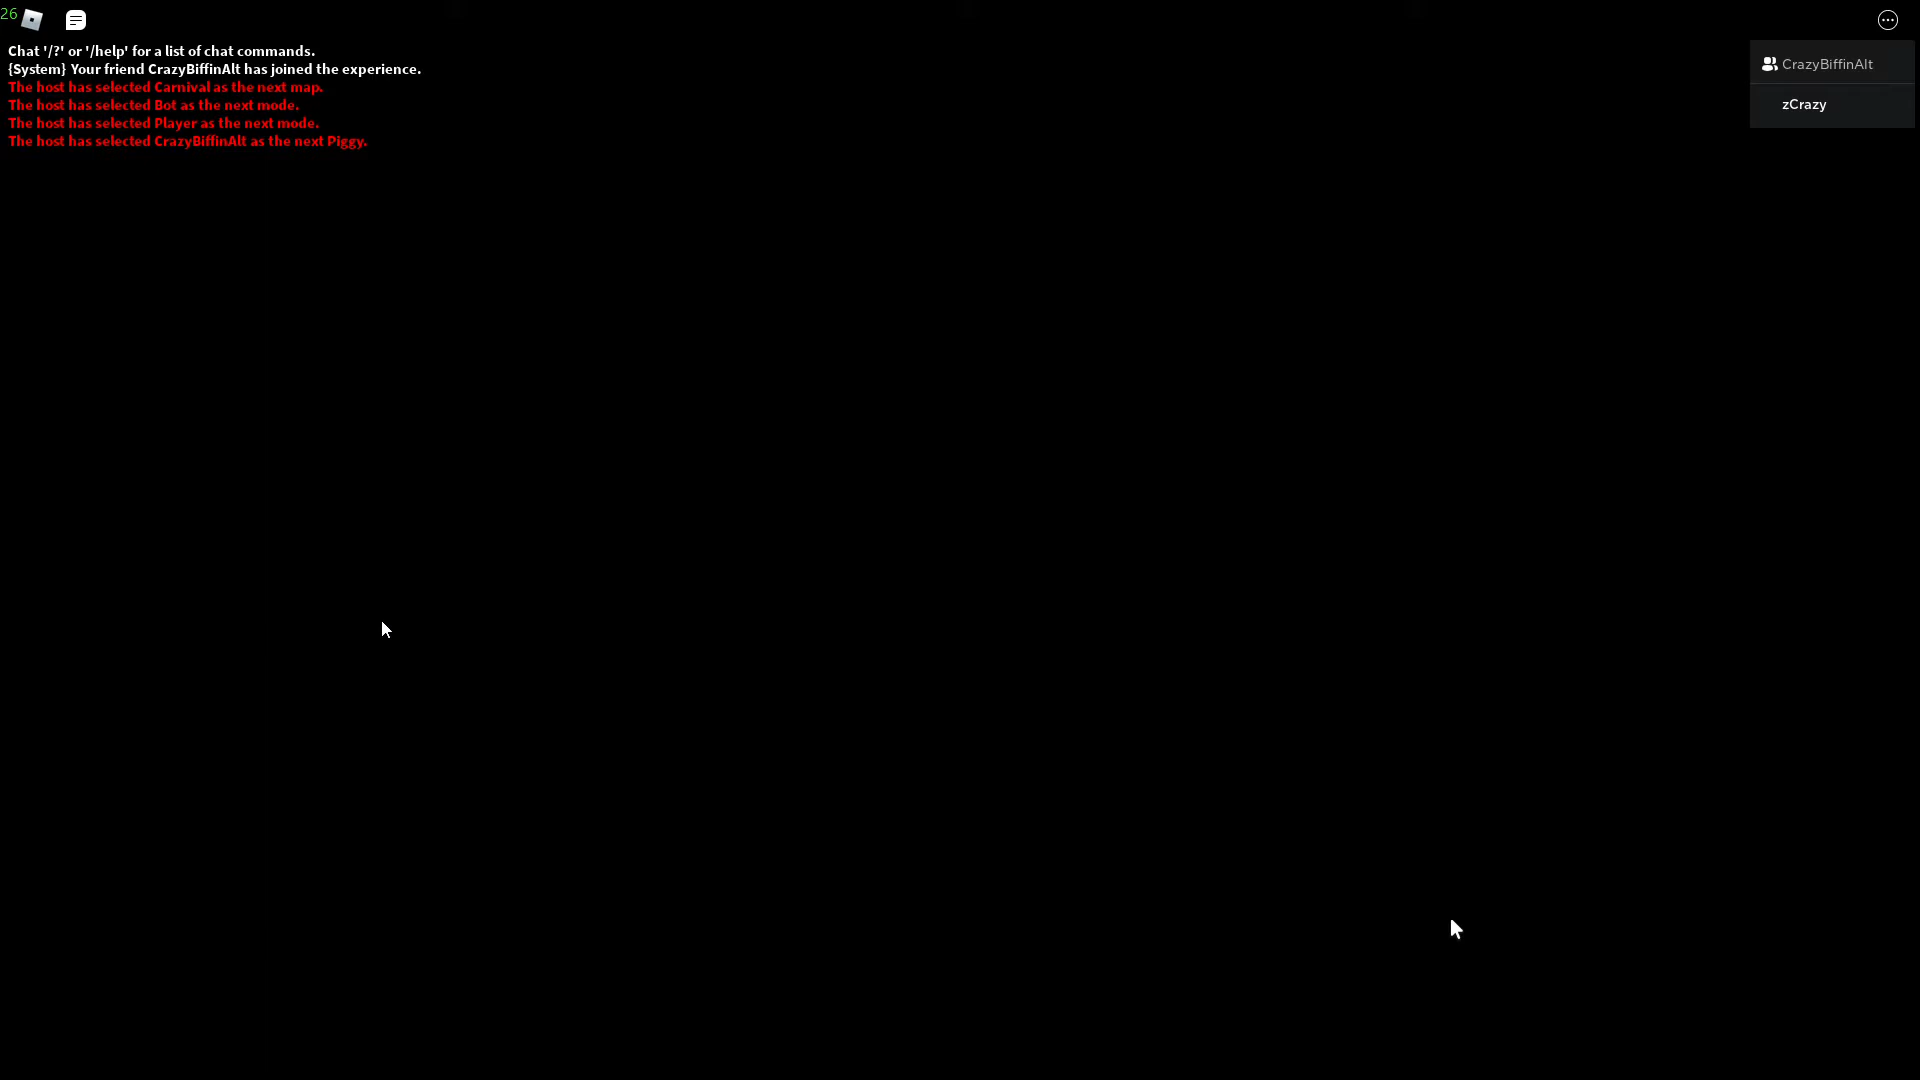 26
Chat '/?' or '/help' for a list of chat commands.
{System} Your friend CrazyBiffinAlt has joined the experience.
The host has selected Carnival as the next map.
The host has selected Bot as the next mode.
The host has selected Player as the next mode.
The host has selected CrazyBiffinAlt as the next Piggy.
CrazyBiffinAlt
zCrazy